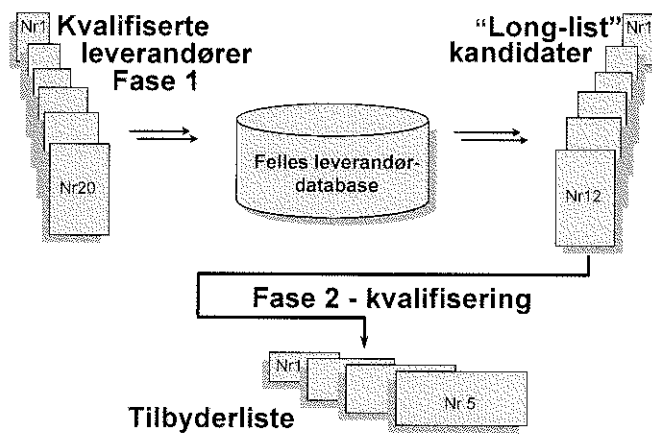 Nr1
Kvalifiserte
leverandører
Fase 1
Nr20
Felles leverandør-
database
“Long-list”
kandidater
Nr1
Nr12
Fase 2 - kvalifisering
Nr1
Nr 5
Tilbyderliste